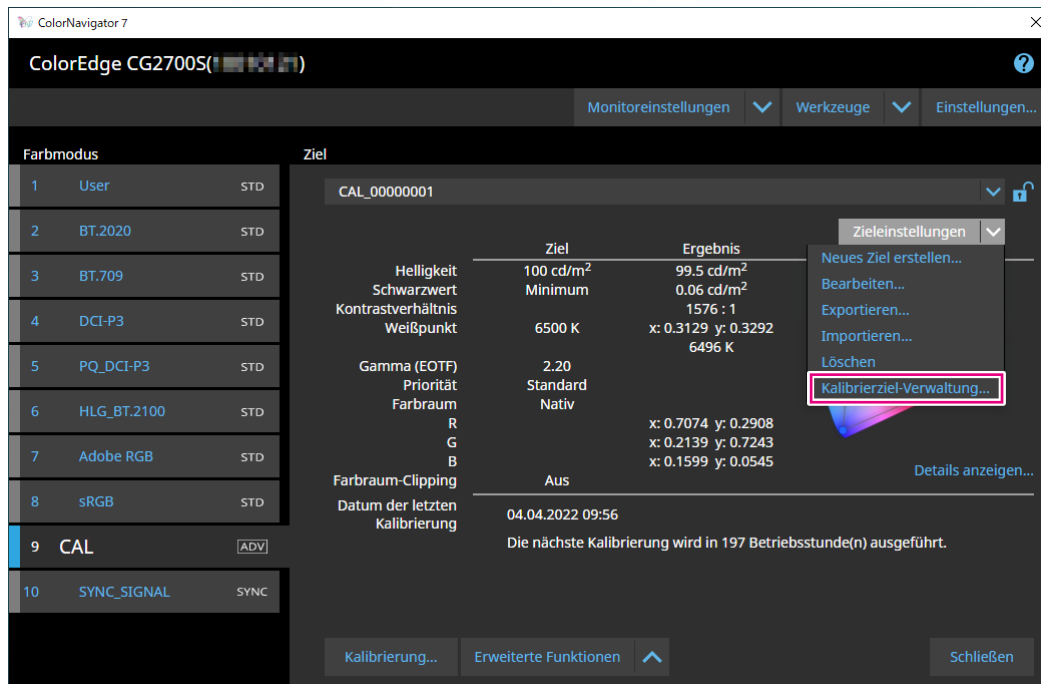 ColorNavigator 7
ColorEdge CG2700S( )
Monitoreinstellungen Werkzeuge Einstellungen...
Farbmodus Ziel
1 User STD
2 BT.2020 STD
3 BT.709 STD
4 DCI-P3 STD
5 PQ_DCI-P3 STD
6 HLG_BT.2100 STD
7 Adobe RGB STD
8 sRGB STD
9 CAL ADV
10 SYNC_SIGNAL SYNC
CAL_00000001
Zieleinstellungen
Neues Ziel erstellen...
Bearbeiten...
Exportieren...
Importieren...
Löschen
Kalibrierziel-Verwaltung...
Ziel Ergebnis
Helligkeit 100 cd/m² 99.5 cd/m²
Schwarzwert Minimum 0.06 cd/m²
Kontrastverhältnis 1576 : 1
Weißpunkt 6500 K x: 0.3129 y: 0.3292
6496 K
Gamma (EOTF) 2.20
Priorität Standard
Farbraum Nativ
R x: 0.7074 y: 0.2908
G x: 0.2139 y: 0.7243
B x: 0.1599 y: 0.0545
Details anzeigen...
Farbraum-Clipping Aus
Datum der letzten
Kalibrierung
04.04.2022 09:56
Die nächste Kalibrierung wird in 197 Betriebsstunde(n) ausgeführt.
Kalibrierung... Erweiterte Funktionen Schließen